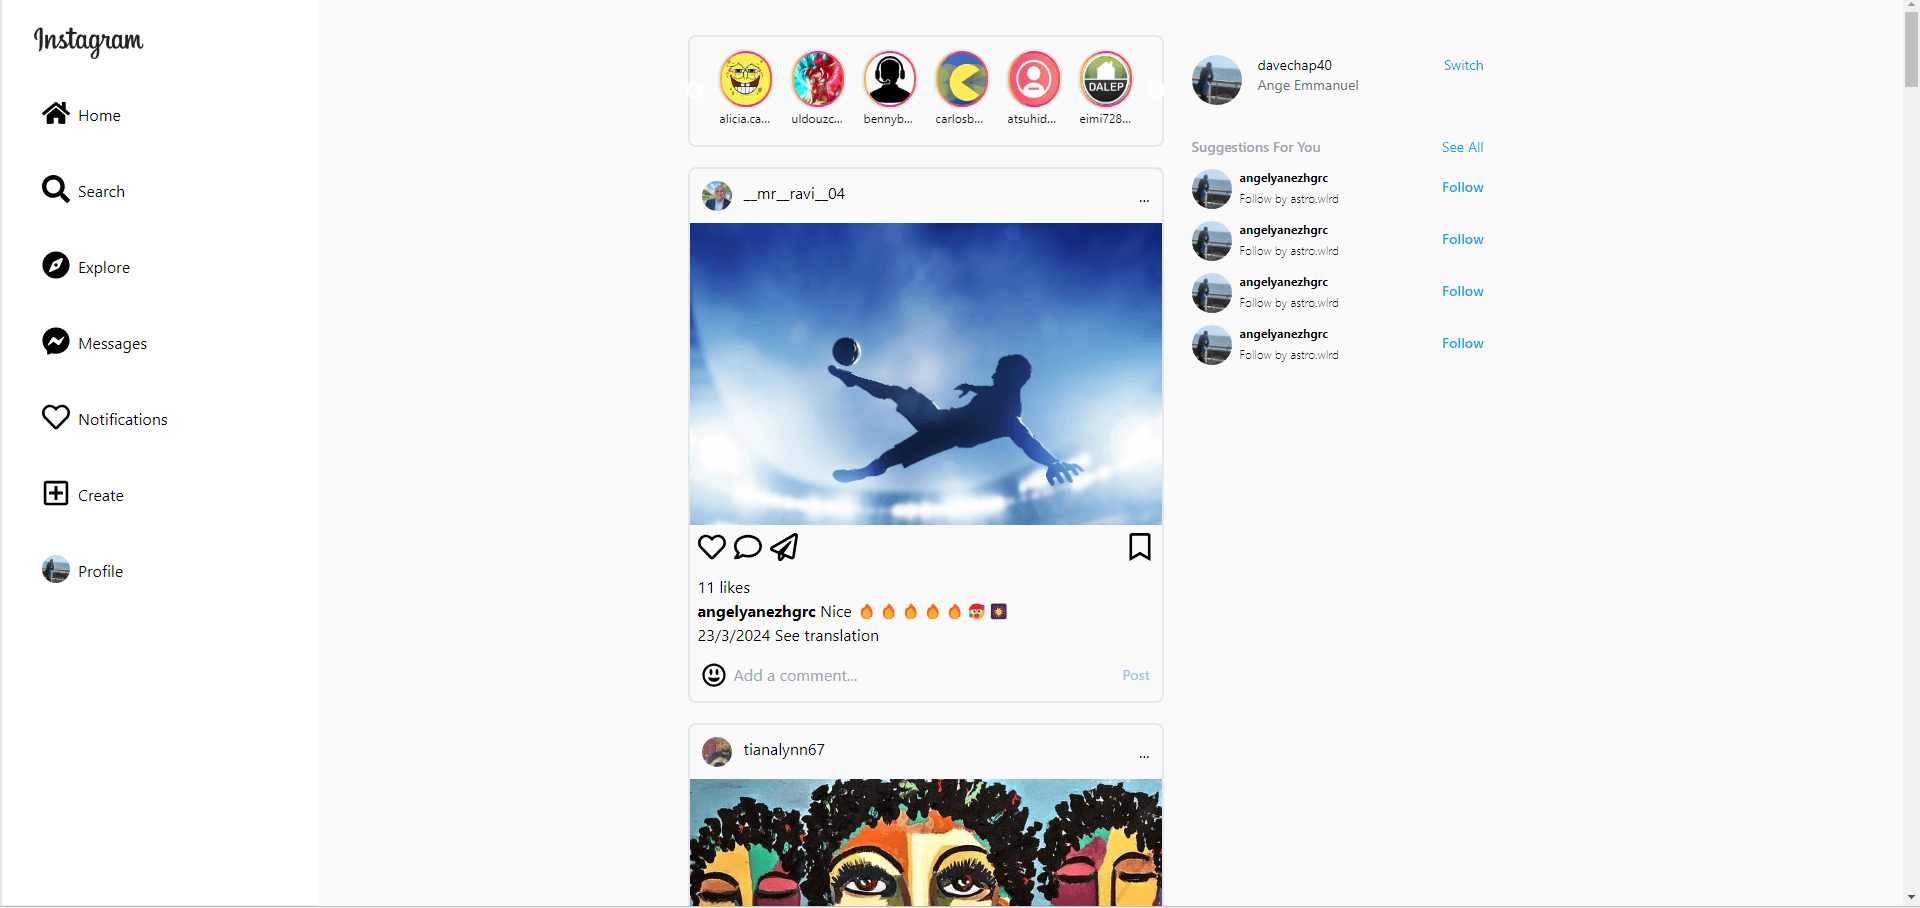 Instagram
Home
Search
Explore
Messages
Notifications
Create
Profile
alicia.ca... uldouzc... bennyb... carlosb... atsuhid... eimi728...
DALEP
__mr__ravi__04 ...
11 likes
angelyanezhgrc Nice 🔥 🔥 🔥 🔥 🔥 🥵 🎇
23/3/2024 See translation
Add a comment... Post
tianalynn67 ...
davechap40 Switch
Ange Emmanuel
Suggestions For You See All
angelyanezhgrc
Follow by astro.wlrd Follow
angelyanezhgrc
Follow by astro.wlrd Follow
angelyanezhgrc
Follow by astro.wlrd Follow
angelyanezhgrc
Follow by astro.wlrd Follow